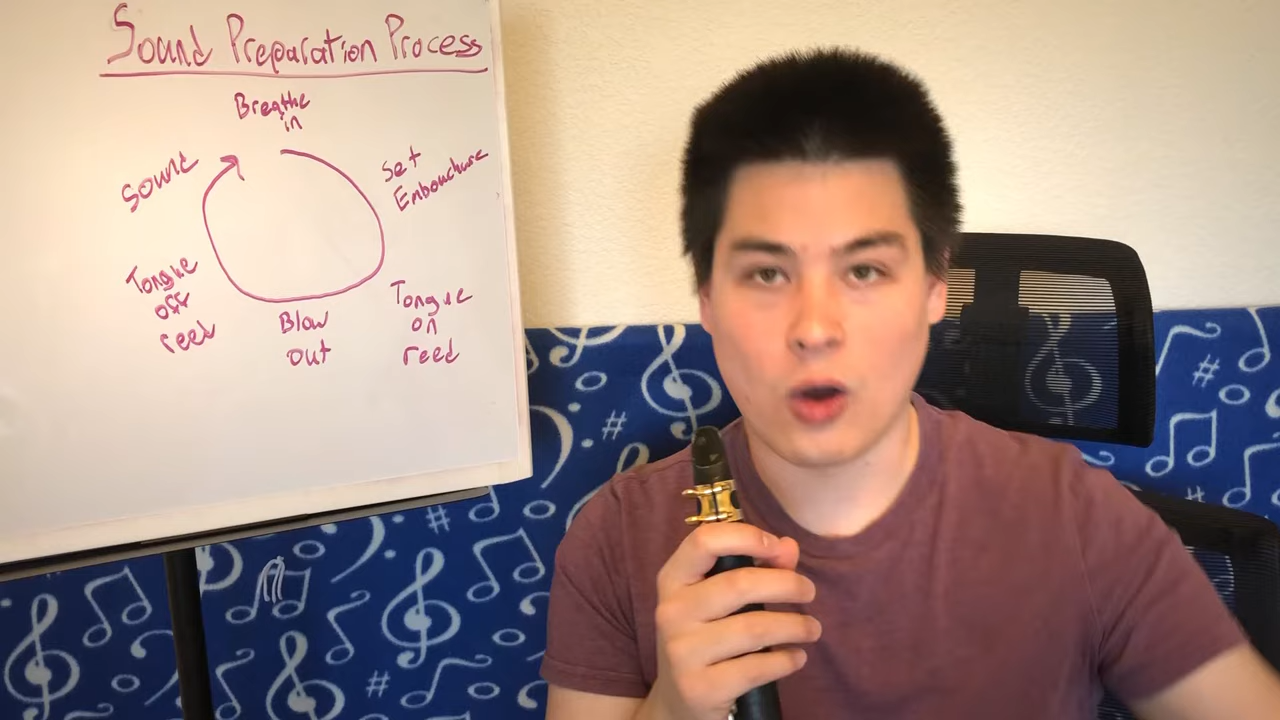 Sound Preparation Process
Breathe
in
Set
Embouchure
Tongue
on
reed
Blow
out
Tongue
off
reed
Sound